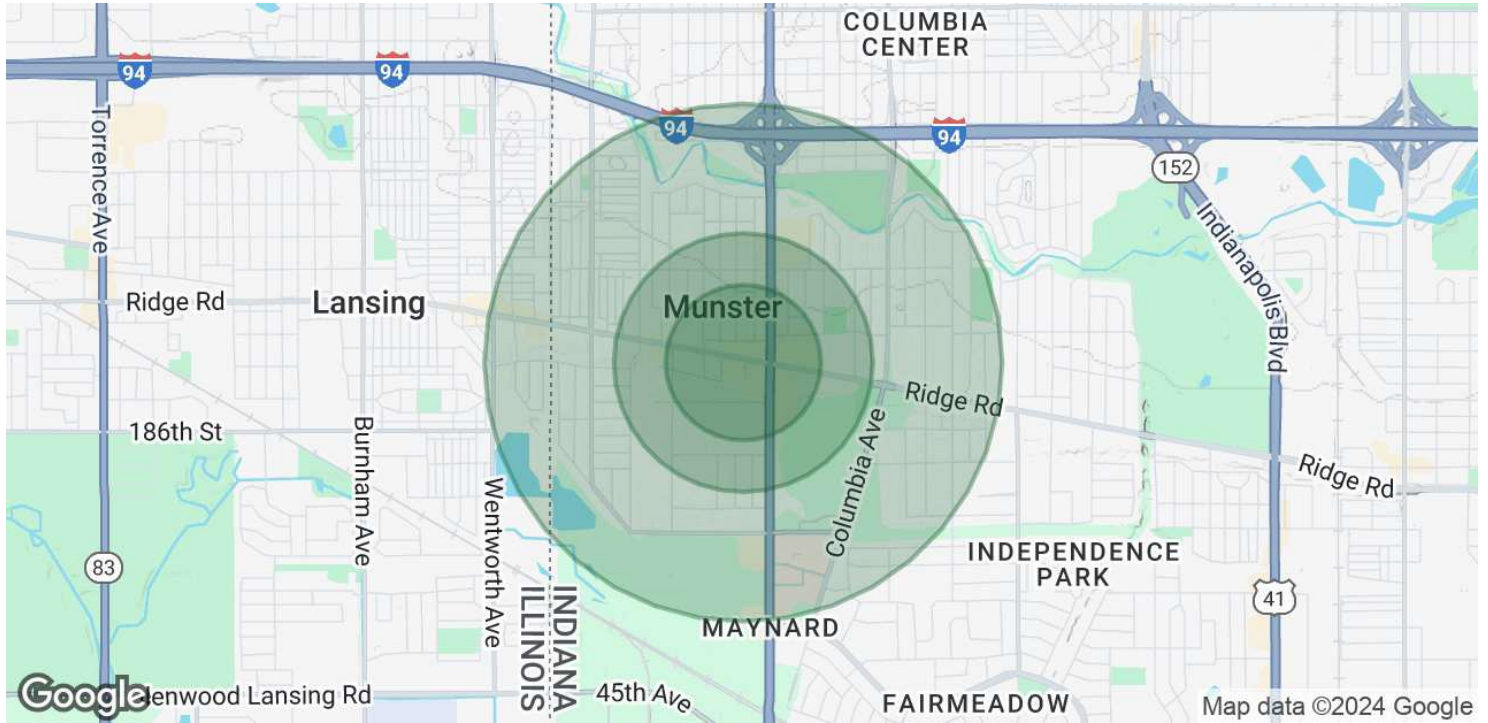 COLUMBIA
CENTER
94
94
94
94
152
Torrence Ave
Indianapolis Blvd
Ridge Rd
Lansing
Munster
Ridge Rd
Ridge Rd
186th St
Burnham Ave
Wentworth Ave
Columbia Ave
83
INDEPENDENCE
PARK
41
ILLINOIS
INDIANA
MAYNARD
Google
lenwood Lansing Rd
45th Ave
FAIRMEADOW
Map data ©2024 Google